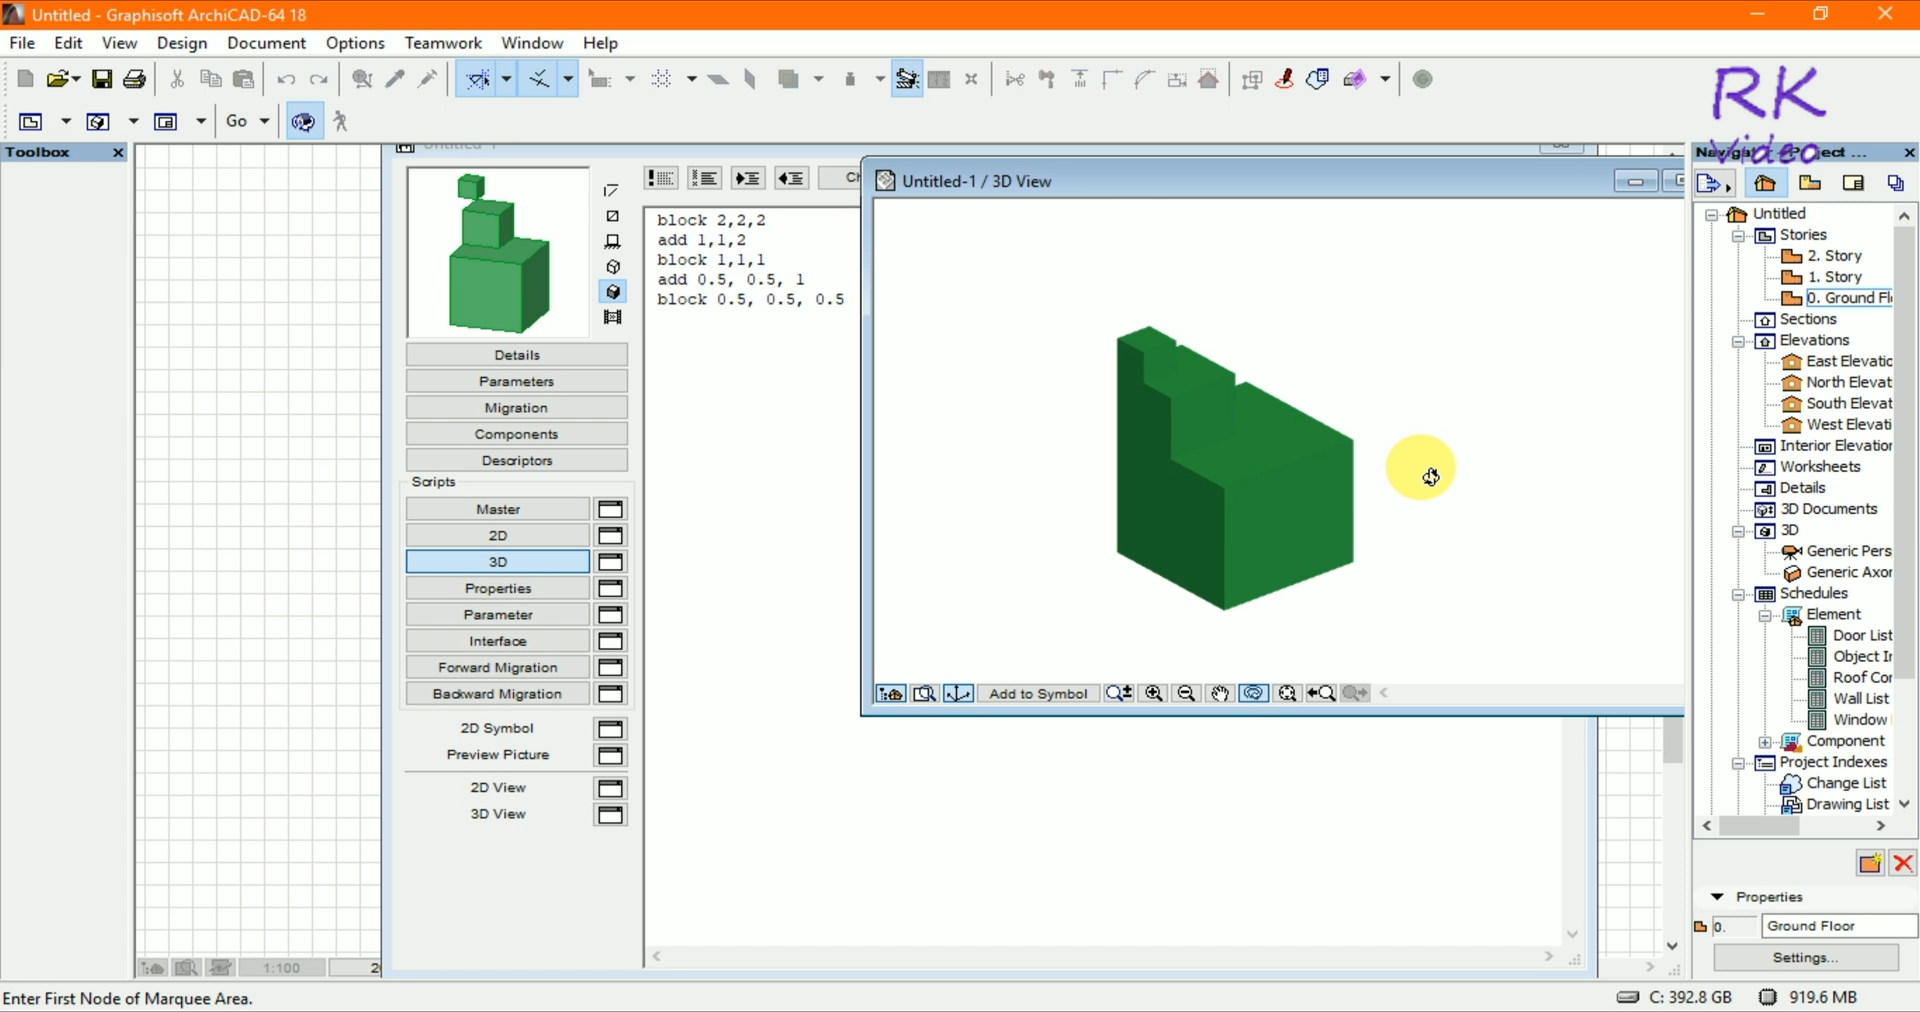 Untitled - Graphisoft ArchiCAD-64 18
File Edit View Design Document Options Teamwork Window Help
Go
RK
Video
Toolbox
Untitled-1 / 3D View
block 2,2,2
add 1,1,2
block 1,1,1
add 0.5, 0.5, 1
block 0.5, 0.5, 0.5
Details
Parameters
Migration
Components
Descriptors
Scripts
Master
2D
3D
Properties
Parameter
Interface
Forward Migration
Backward Migration
2D Symbol
Preview Picture
2D View
3D View
Add to Symbol
1:100
Untitled
Stories
2. Story
1. Story
0. Ground Fl
Sections
Elevations
East Elevatic
North Elevat
South Elevat
West Elevati
Interior Elevation
Worksheets
Details
3D Documents
3D
Generic Pers
Generic Axor
Schedules
Element
Door List
Object Ir
Roof Cor
Wall List
Window
Component
Project Indexes
Change List
Drawing List
Properties
0. Ground Floor
Settings...
Enter First Node of Marquee Area.
C: 392.8 GB 919.6 MB